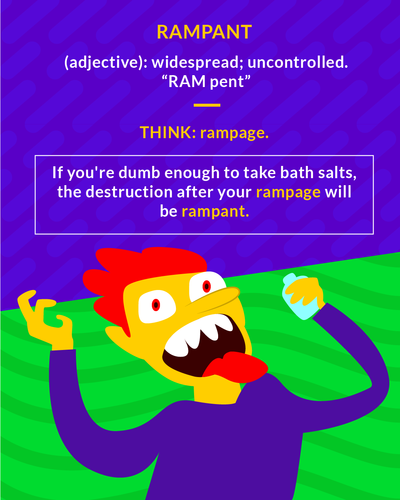 RAMPANT
(adjective): widespread; uncontrolled.
“RAM pent”
THINK: rampage.
If you're dumb enough to take bath salts,
the destruction after your rampage will
be rampant.